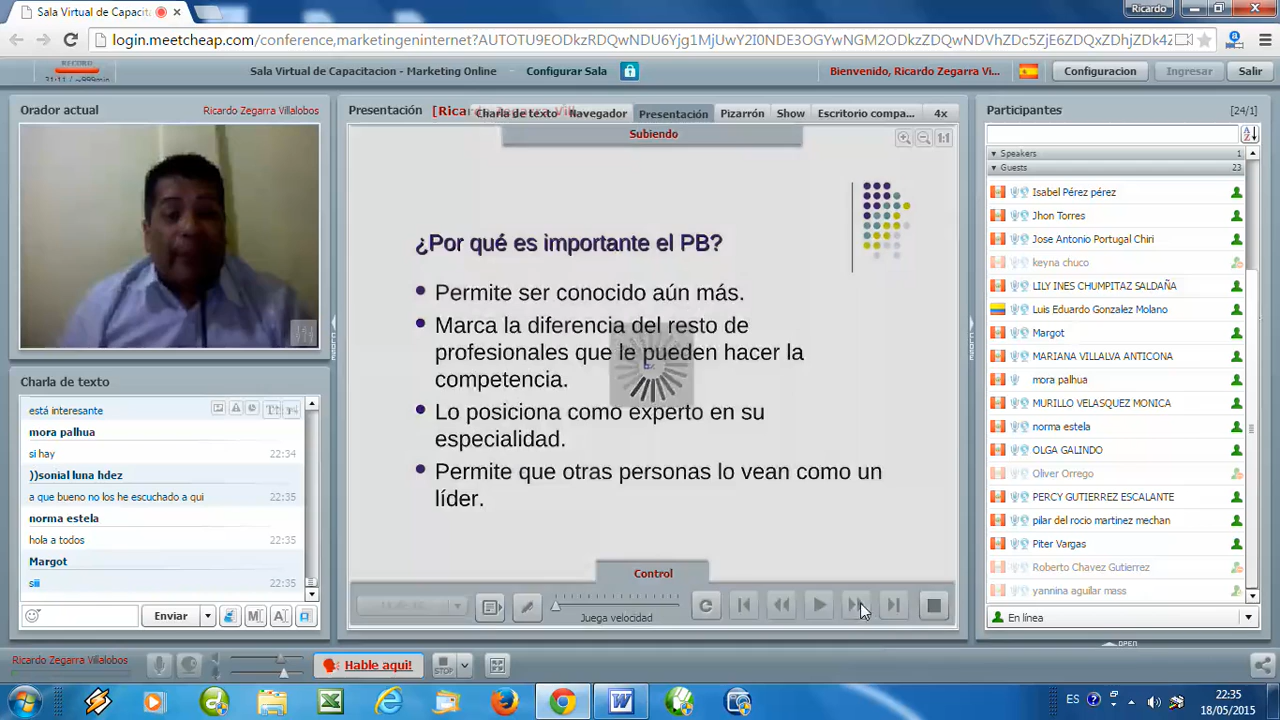 Sala Virtual de Capacita
Ricardo
login.meetcheap.com/conference,marketingeninternet?
RECORD
Sala Virtual de Capacitacion - Marketing Online
Configurar Sala
Bienvenido, Ricardo Zegarra Vi...
Configuracion
Ingresar
Salir
Orador actual
Ricardo Zegarra Villalobos
Presentación
Charla de texto
Navegador
Presentación
Pizarrón
Show
Escritorio compa...
4x
Subiendo
1:1
¿Por qué es importante el PB?
Permite ser conocido aún más.
Marca la diferencia del resto de
profesionales que le pueden hacer la
competencia.
Lo posiciona como experto en su
especialidad.
Permite que otras personas lo vean como un
líder.
Control
Juega velocidad
Charla de texto
está interesante
mora palhua
si hay 22:34
))sonial luna hdez
a que bueno no los he escuchado a qui 22:35
norma estela
hola a todos 22:35
Margot
siii 22:35
Enviar
Participantes
[24/1]
Speakers 1
Guests 23
Isabel Pérez pérez
Jhon Torres
Jose Antonio Portugal Chiri
keyna chuco
LILY INES CHUMPITAZ SALDAÑA
Luis Eduardo Gonzalez Molano
Margot
MARIANA VILLALVA ANTICONA
mora palhua
MURILLO VELASQUEZ MONICA
norma estela
OLGA GALINDO
Oliver Orrego
PERCY GUTIERREZ ESCALANTE
pilar del rocio martinez mechan
Piter Vargas
Roberto Chavez Gutierrez
yannina aguilar mass
En línea
OPEN
Ricardo Zegarra Villalobos
Hable aqui!
STOP
ES
22:35
18/05/2015